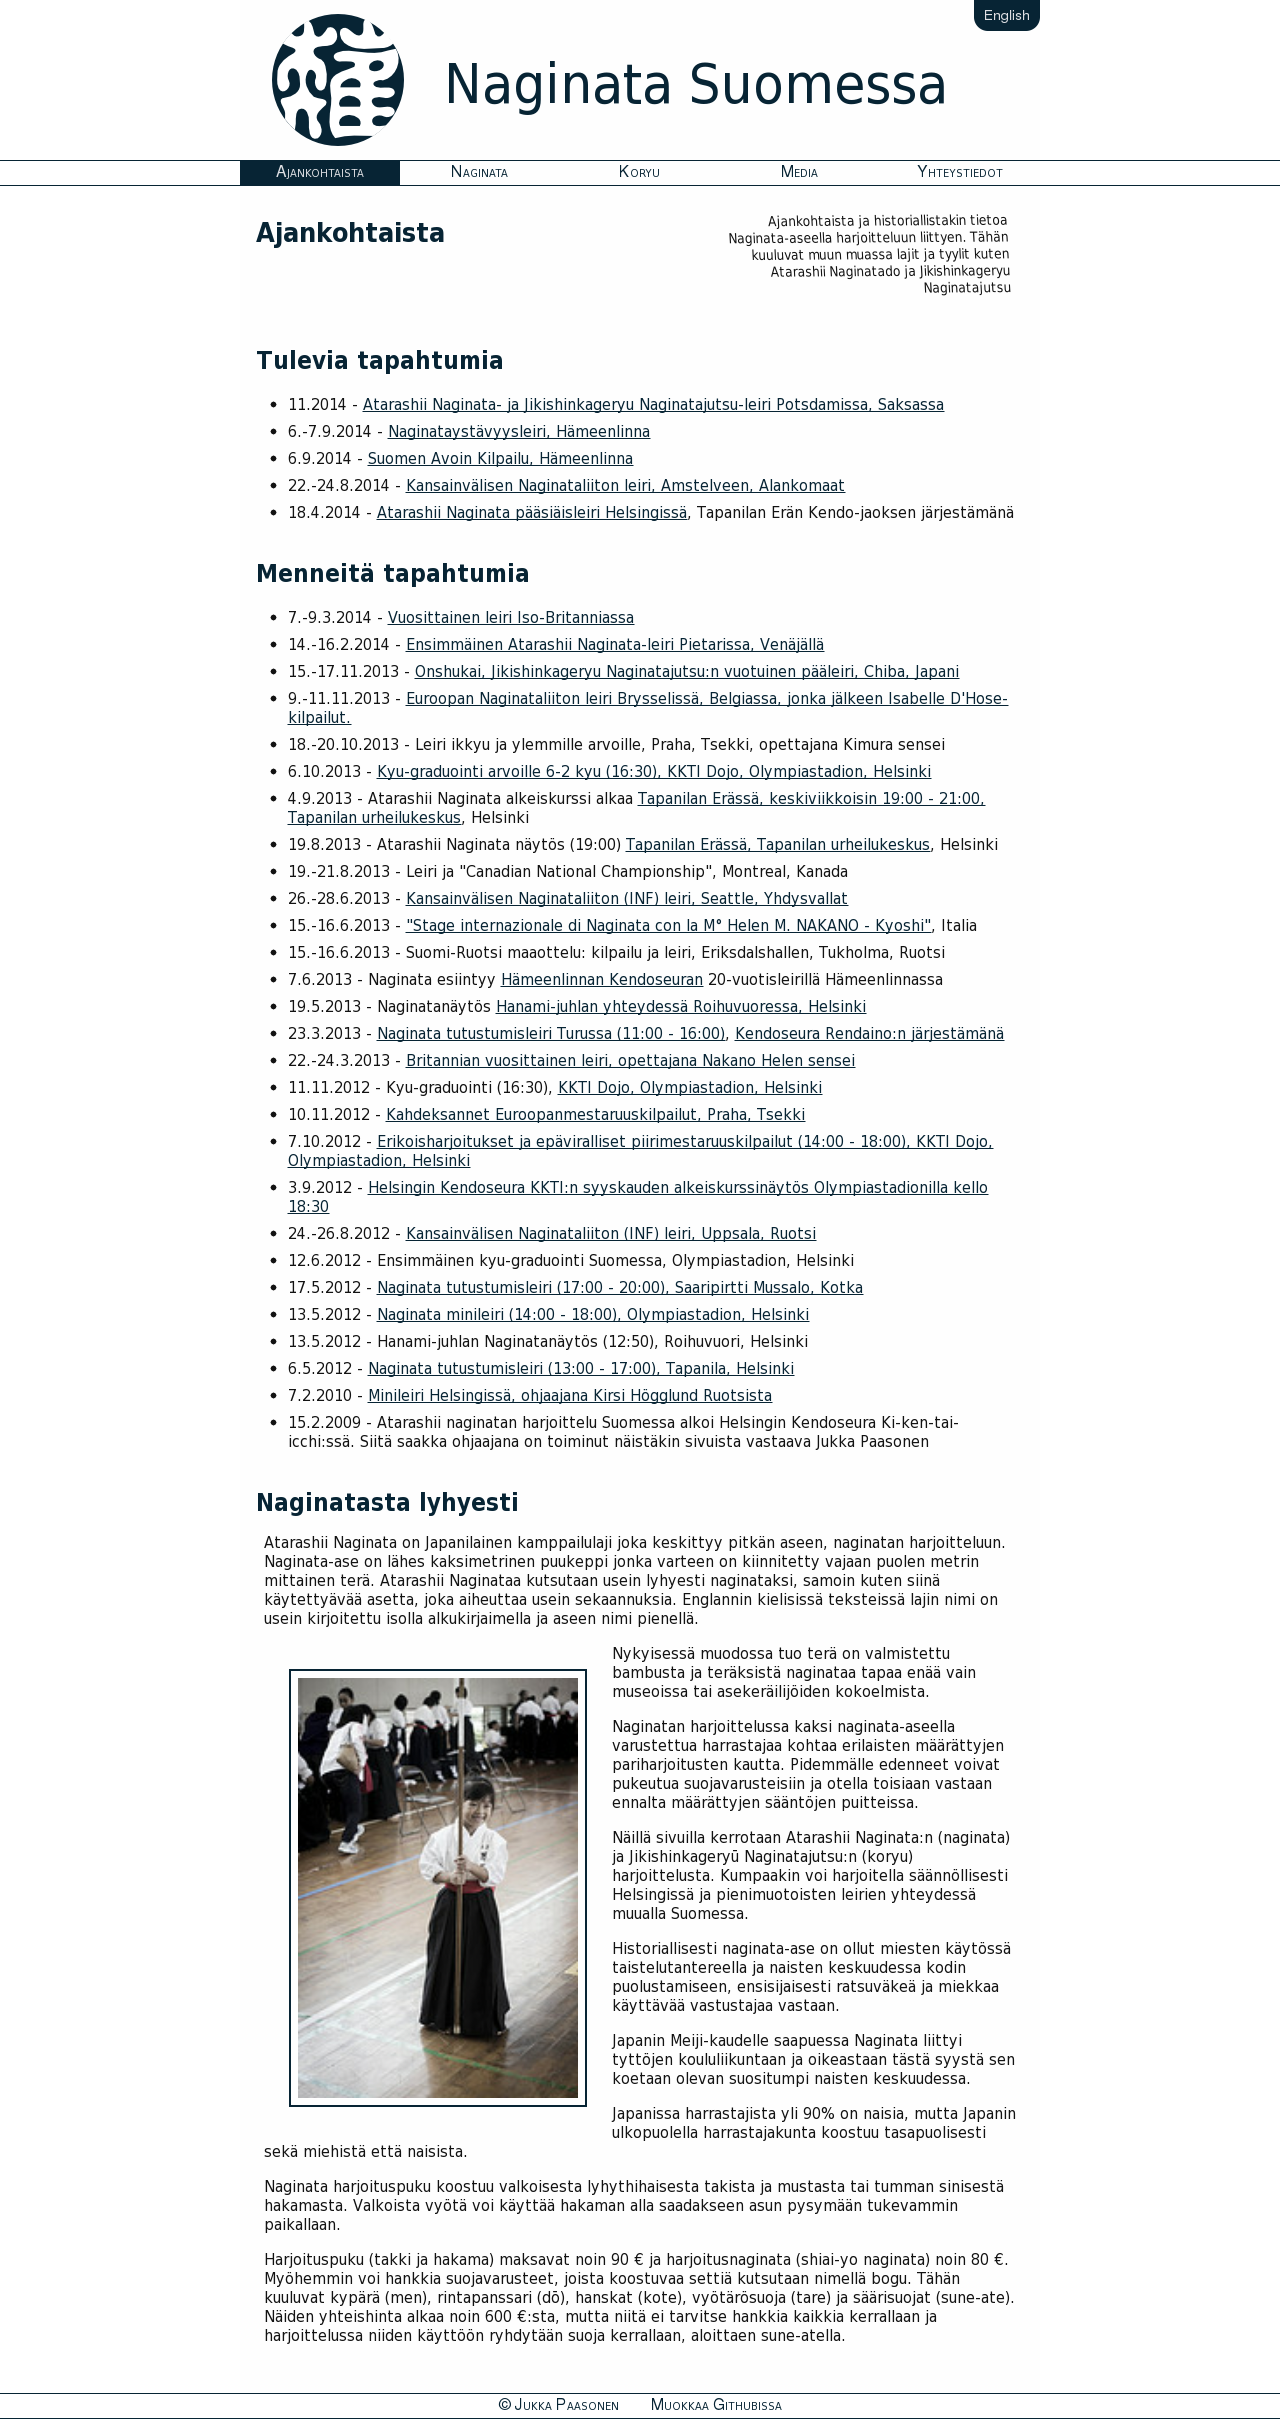 English
Naginata Suomessa
Ajankohtaista Naginata Koryu Media Yhteystiedot
Ajankohtaista
Ajankohtaista ja historiallistakin tietoa
Naginata-aseella harjoitteluun liittyen. Tähän
kuuluvat muun muassa lajit ja tyylit kuten
Atarashii Naginatado ja Jikishinkageryu
Naginatajutsu
Tulevia tapahtumia
• 11.2014 - Atarashii Naginata- ja Jikishinkageryu Naginatajutsu-leiri Potsdamissa, Saksassa
• 6.-7.9.2014 - Naginataystävyysleiri, Hämeenlinna
• 6.9.2014 - Suomen Avoin Kilpailu, Hämeenlinna
• 22.-24.8.2014 - Kansainvälisen Naginataliiton leiri, Amstelveen, Alankomaat
• 18.4.2014 - Atarashii Naginata pääsiäisleiri Helsingissä, Tapanilan Erän Kendo-jaoksen järjestämänä
Menneitä tapahtumia
• 7.-9.3.2014 - Vuosittainen leiri Iso-Britanniassa
• 14.-16.2.2014 - Ensimmäinen Atarashii Naginata-leiri Pietarissa, Venäjällä
• 15.-17.11.2013 - Onshukai, Jikishinkageryu Naginatajutsu:n vuotuinen pääleiri, Chiba, Japani
• 9.-11.11.2013 - Euroopan Naginataliiton leiri Brysselissä, Belgiassa, jonka jälkeen Isabelle D'Hose-
kilpailut.
• 18.-20.10.2013 - Leiri ikkyu ja ylemmille arvoille, Praha, Tsekki, opettajana Kimura sensei
• 6.10.2013 - Kyu-graduointi arvoille 6-2 kyu (16:30), KKTI Dojo, Olympiastadion, Helsinki
• 4.9.2013 - Atarashii Naginata alkeiskurssi alkaa Tapanilan Erässä, keskiviikkoisin 19:00 - 21:00,
Tapanilan urheilukeskus, Helsinki
• 19.8.2013 - Atarashii Naginata näytös (19:00) Tapanilan Erässä, Tapanilan urheilukeskus, Helsinki
• 19.-21.8.2013 - Leiri ja "Canadian National Championship", Montreal, Kanada
• 26.-28.6.2013 - Kansainvälisen Naginataliiton (INF) leiri, Seattle, Yhdysvallat
• 15.-16.6.2013 - "Stage internazionale di Naginata con la M° Helen M. NAKANO - Kyoshi", Italia
• 15.-16.6.2013 - Suomi-Ruotsi maaottelu: kilpailu ja leiri, Eriksdalshallen, Tukholma, Ruotsi
• 7.6.2013 - Naginata esiintyy Hämeenlinnan Kendoseuran 20-vuotisleirillä Hämeenlinnassa
• 19.5.2013 - Naginatanäytös Hanami-juhlan yhteydessä Roihuvuoressa, Helsinki
• 23.3.2013 - Naginata tutustumisleiri Turussa (11:00 - 16:00), Kendoseura Rendaino:n järjestämänä
• 22.-24.3.2013 - Britannian vuosittainen leiri, opettajana Nakano Helen sensei
• 11.11.2012 - Kyu-graduointi (16:30), KKTI Dojo, Olympiastadion, Helsinki
• 10.11.2012 - Kahdeksannet Euroopanmestaruuskilpailut, Praha, Tsekki
• 7.10.2012 - Erikoisharjoitukset ja epäviralliset piirimestaruuskilpailut (14:00 - 18:00), KKTI Dojo,
Olympiastadion, Helsinki
• 3.9.2012 - Helsingin Kendoseura KKTI:n syyskauden alkeiskurssinäytös Olympiastadionilla kello
18:30
• 24.-26.8.2012 - Kansainvälisen Naginataliiton (INF) leiri, Uppsala, Ruotsi
• 12.6.2012 - Ensimmäinen kyu-graduointi Suomessa, Olympiastadion, Helsinki
• 17.5.2012 - Naginata tutustumisleiri (17:00 - 20:00), Saaripirtti Mussalo, Kotka
• 13.5.2012 - Naginata minileiri (14:00 - 18:00), Olympiastadion, Helsinki
• 13.5.2012 - Hanami-juhlan Naginatanäytös (12:50), Roihuvuori, Helsinki
• 6.5.2012 - Naginata tutustumisleiri (13:00 - 17:00), Tapanila, Helsinki
• 7.2.2010 - Minileiri Helsingissä, ohjaajana Kirsi Högglund Ruotsista
• 15.2.2009 - Atarashii naginatan harjoittelu Suomessa alkoi Helsingin Kendoseura Ki-ken-tai-
icchi:ssä. Siitä saakka ohjaajana on toiminut näistäkin sivuista vastaava Jukka Paasonen
Naginatasta lyhyesti
Atarashii Naginata on Japanilainen kamppailulaji joka keskittyy pitkän aseen, naginatan harjoitteluun.
Naginata-ase on lähes kaksimetrinen puukeppi jonka varteen on kiinnitetty vajaan puolen metrin
mittainen terä. Atarashii Naginataa kutsutaan usein lyhyesti naginataksi, samoin kuten siinä
käytettyävää asetta, joka aiheuttaa usein sekaannuksia. Englannin kielisissä teksteissä lajin nimi on
usein kirjoitettu isolla alkukirjaimella ja aseen nimi pienellä.
Nykyisessä muodossa tuo terä on valmistettu
bambusta ja teräksistä naginataa tapaa enää vain
museoissa tai asekeräilijöiden kokoelmista.
Naginatan harjoittelussa kaksi naginata-aseella
varustettua harrastajaa kohtaa erilaisten määrättyjen
pariharjoitusten kautta. Pidemmälle edenneet voivat
pukeutua suojavarusteisiin ja otella toisiaan vastaan
ennalta määrättyjen sääntöjen puitteissa.
Näillä sivuilla kerrotaan Atarashii Naginata:n (naginata)
ja Jikishinkageryū Naginatajutsu:n (koryu)
harjoittelusta. Kumpaakin voi harjoitella säännöllisesti
Helsingissä ja pienimuotoisten leirien yhteydessä
muualla Suomessa.
Historiallisesti naginata-ase on ollut miesten käytössä
taistelutantereella ja naisten keskuudessa kodin
puolustamiseen, ensisijaisesti ratsuväkeä ja miekkaa
käyttävää vastustajaa vastaan.
Japanin Meiji-kaudelle saapuessa Naginata liittyi
tyttöjen koululiikuntaan ja oikeastaan tästä syystä sen
koetaan olevan suositumpi naisten keskuudessa.
Japanissa harrastajista yli 90% on naisia, mutta Japanin
ulkopuolella harrastajakunta koostuu tasapuolisesti
sekä miehistä että naisista.
Naginata harjoituspuku koostuu valkoisesta lyhythihaisesta takista ja mustasta tai tumman sinisestä
hakamasta. Valkoista vyötä voi käyttää hakaman alla saadakseen asun pysymään tukevammin
paikallaan.
Harjoituspuku (takki ja hakama) maksavat noin 90 € ja harjoitusnaginata (shiai-yo naginata) noin 80 €.
Myöhemmin voi hankkia suojavarusteet, joista koostuvaa settiä kutsutaan nimellä bogu. Tähän
kuuluvat kypärä (men), rintapanssari (dō), hanskat (kote), vyötärösuoja (tare) ja säärisuojat (sune-ate).
Näiden yhteishinta alkaa noin 600 €:sta, mutta niitä ei tarvitse hankkia kaikkia kerrallaan ja
harjoittelussa niiden käyttöön ryhdytään suoja kerrallaan, aloittaen sune-atella.
© Jukka Paasonen Muokkaa Githubissa